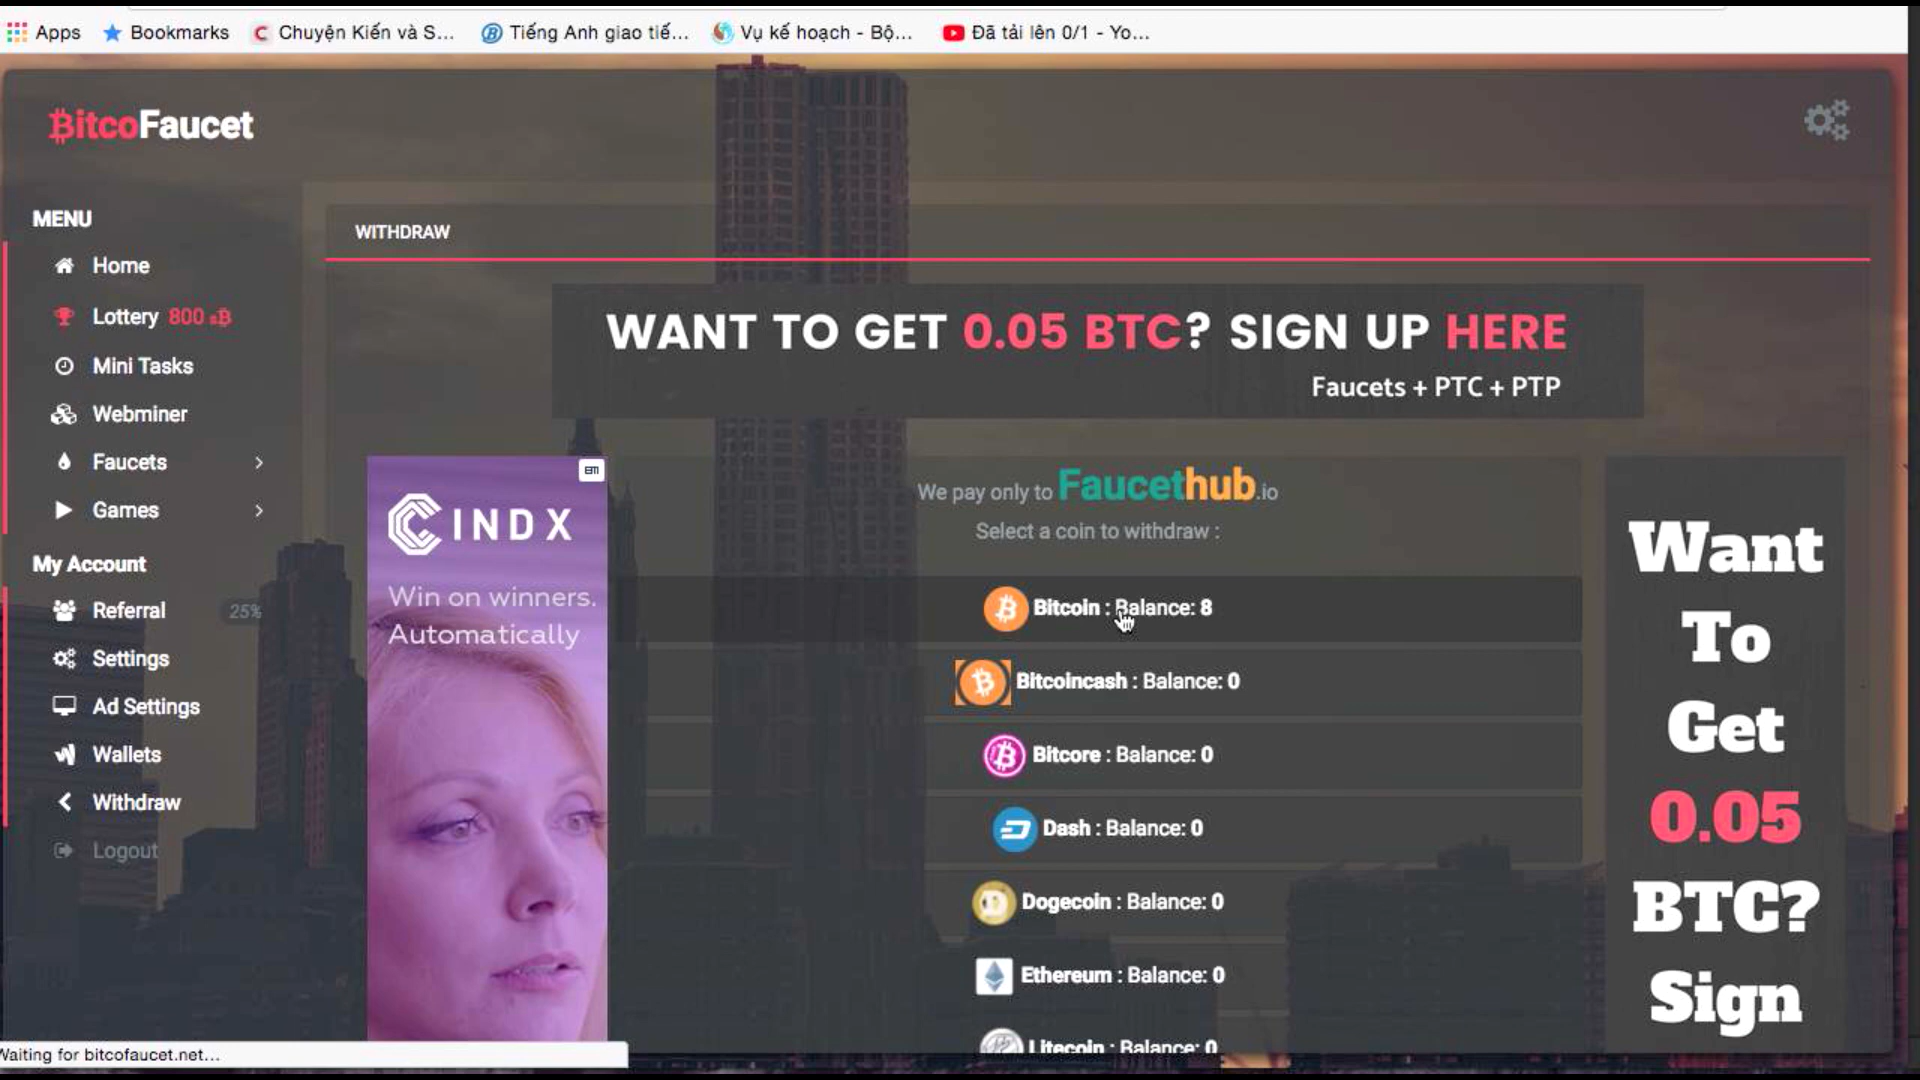 Apps Bookmarks Chuyện Kiến và S... Tiếng Anh giao tiế... Vụ kế hoạch - Bộ... Đã tải lên 0/1 - Yo...
BitcoFaucet
MENU
Home
Lottery 800
Mini Tasks
Webminer
Faucets
Games
My Account
Referral 25%
Settings
Ad Settings
Wallets
Withdraw
Logout
WITHDRAW
WANT TO GET 0.05 BTC? SIGN UP HERE
Faucets + PTC + PTP
CINDX
Win on winners.
Automatically
We pay only to Faucethub.io
Select a coin to withdraw :
Bitcoin : Balance: 8
Bitcoincash : Balance: 0
Bitcore : Balance: 0
Dash : Balance: 0
Dogecoin : Balance: 0
Ethereum : Balance: 0
Litecoin : Balance: 0
Want
To
Get
0.05
BTC?
Sign
Waiting for bitcofaucet.net...